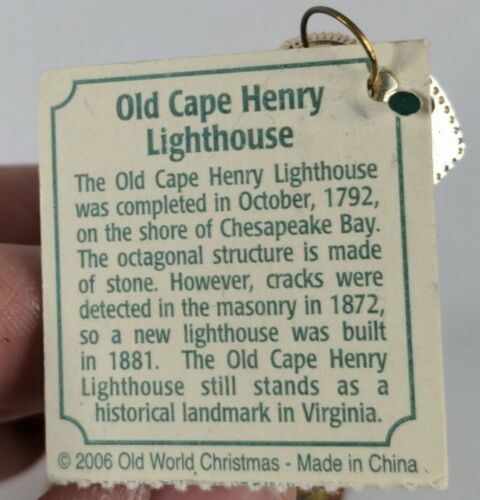 Old Cape Henry
Lighthouse
The Old Cape Henry Lighthouse
was completed in October, 1792,
on the shore of Chesapeake Bay.
The octagonal structure is made
of stone. However, cracks were
detected in the masonry in 1872,
so a new lighthouse was built
in 1881. The Old Cape Henry
Lighthouse still stands as a
historical landmark in Virginia.
© 2006 Old World Christmas - Made in China